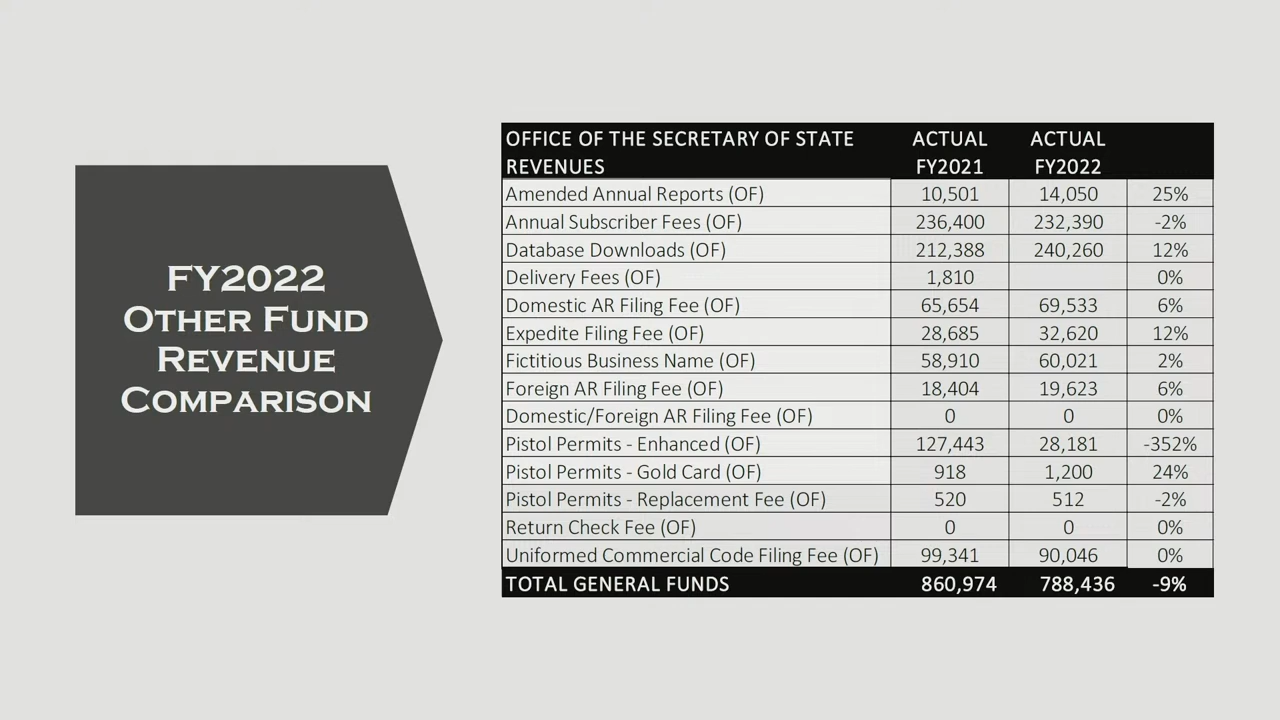 FY2022
Other Fund
Revenue
Comparison
OFFICE OF THE SECRETARY OF STATE REVENUES ACTUAL FY2021 ACTUAL FY2022
Amended Annual Reports (OF) 10,501 14,050 25%
Annual Subscriber Fees (OF) 236,400 232,390 -2%
Database Downloads (OF) 212,388 240,260 12%
Delivery Fees (OF) 1,810 0%
Domestic AR Filing Fee (OF) 65,654 69,533 6%
Expedite Filing Fee (OF) 28,685 32,620 12%
Fictitious Business Name (OF) 58,910 60,021 2%
Foreign AR Filing Fee (OF) 18,404 19,623 6%
Domestic/Foreign AR Filing Fee (OF) 0 0 0%
Pistol Permits - Enhanced (OF) 127,443 28,181 -352%
Pistol Permits - Gold Card (OF) 918 1,200 24%
Pistol Permits - Replacement Fee (OF) 520 512 -2%
Return Check Fee (OF) 0 0 0%
Uniformed Commercial Code Filing Fee (OF) 99,341 90,046 0%
TOTAL GENERAL FUNDS 860,974 788,436 -9%